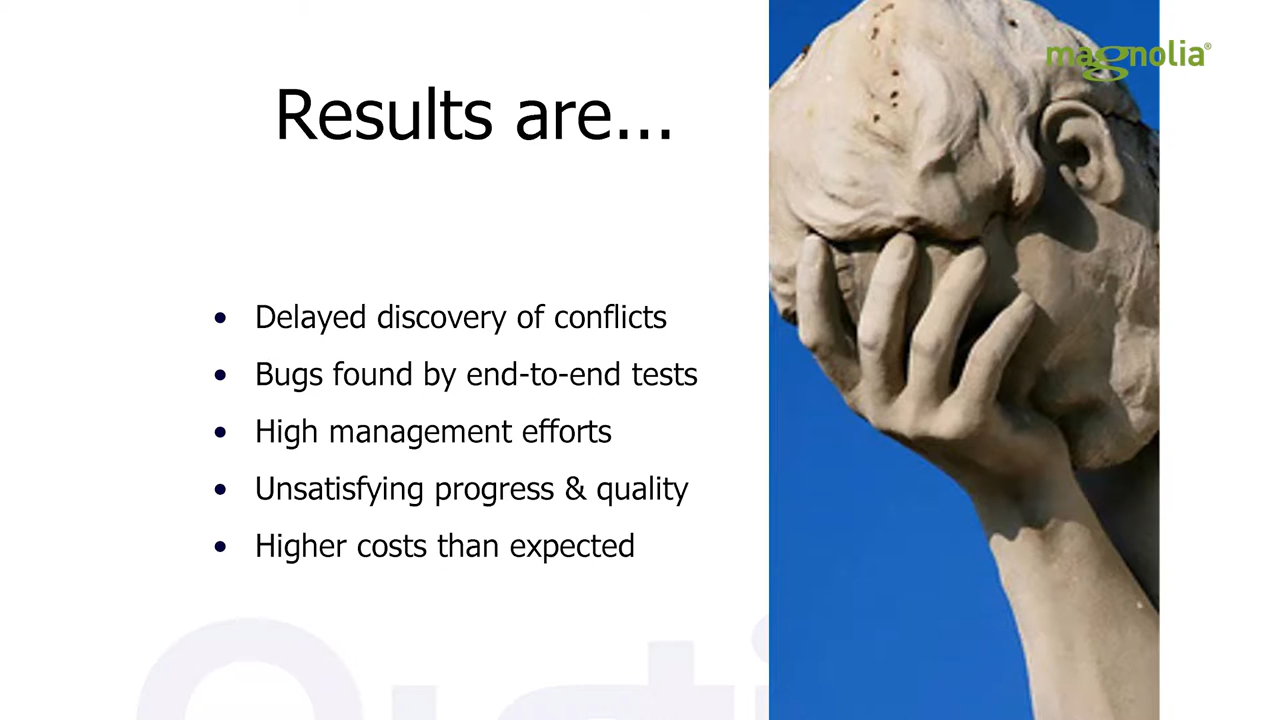 magnolia®
Results are...
• Delayed discovery of conflicts
• Bugs found by end-to-end tests
• High management efforts
• Unsatisfying progress & quality
• Higher costs than expected